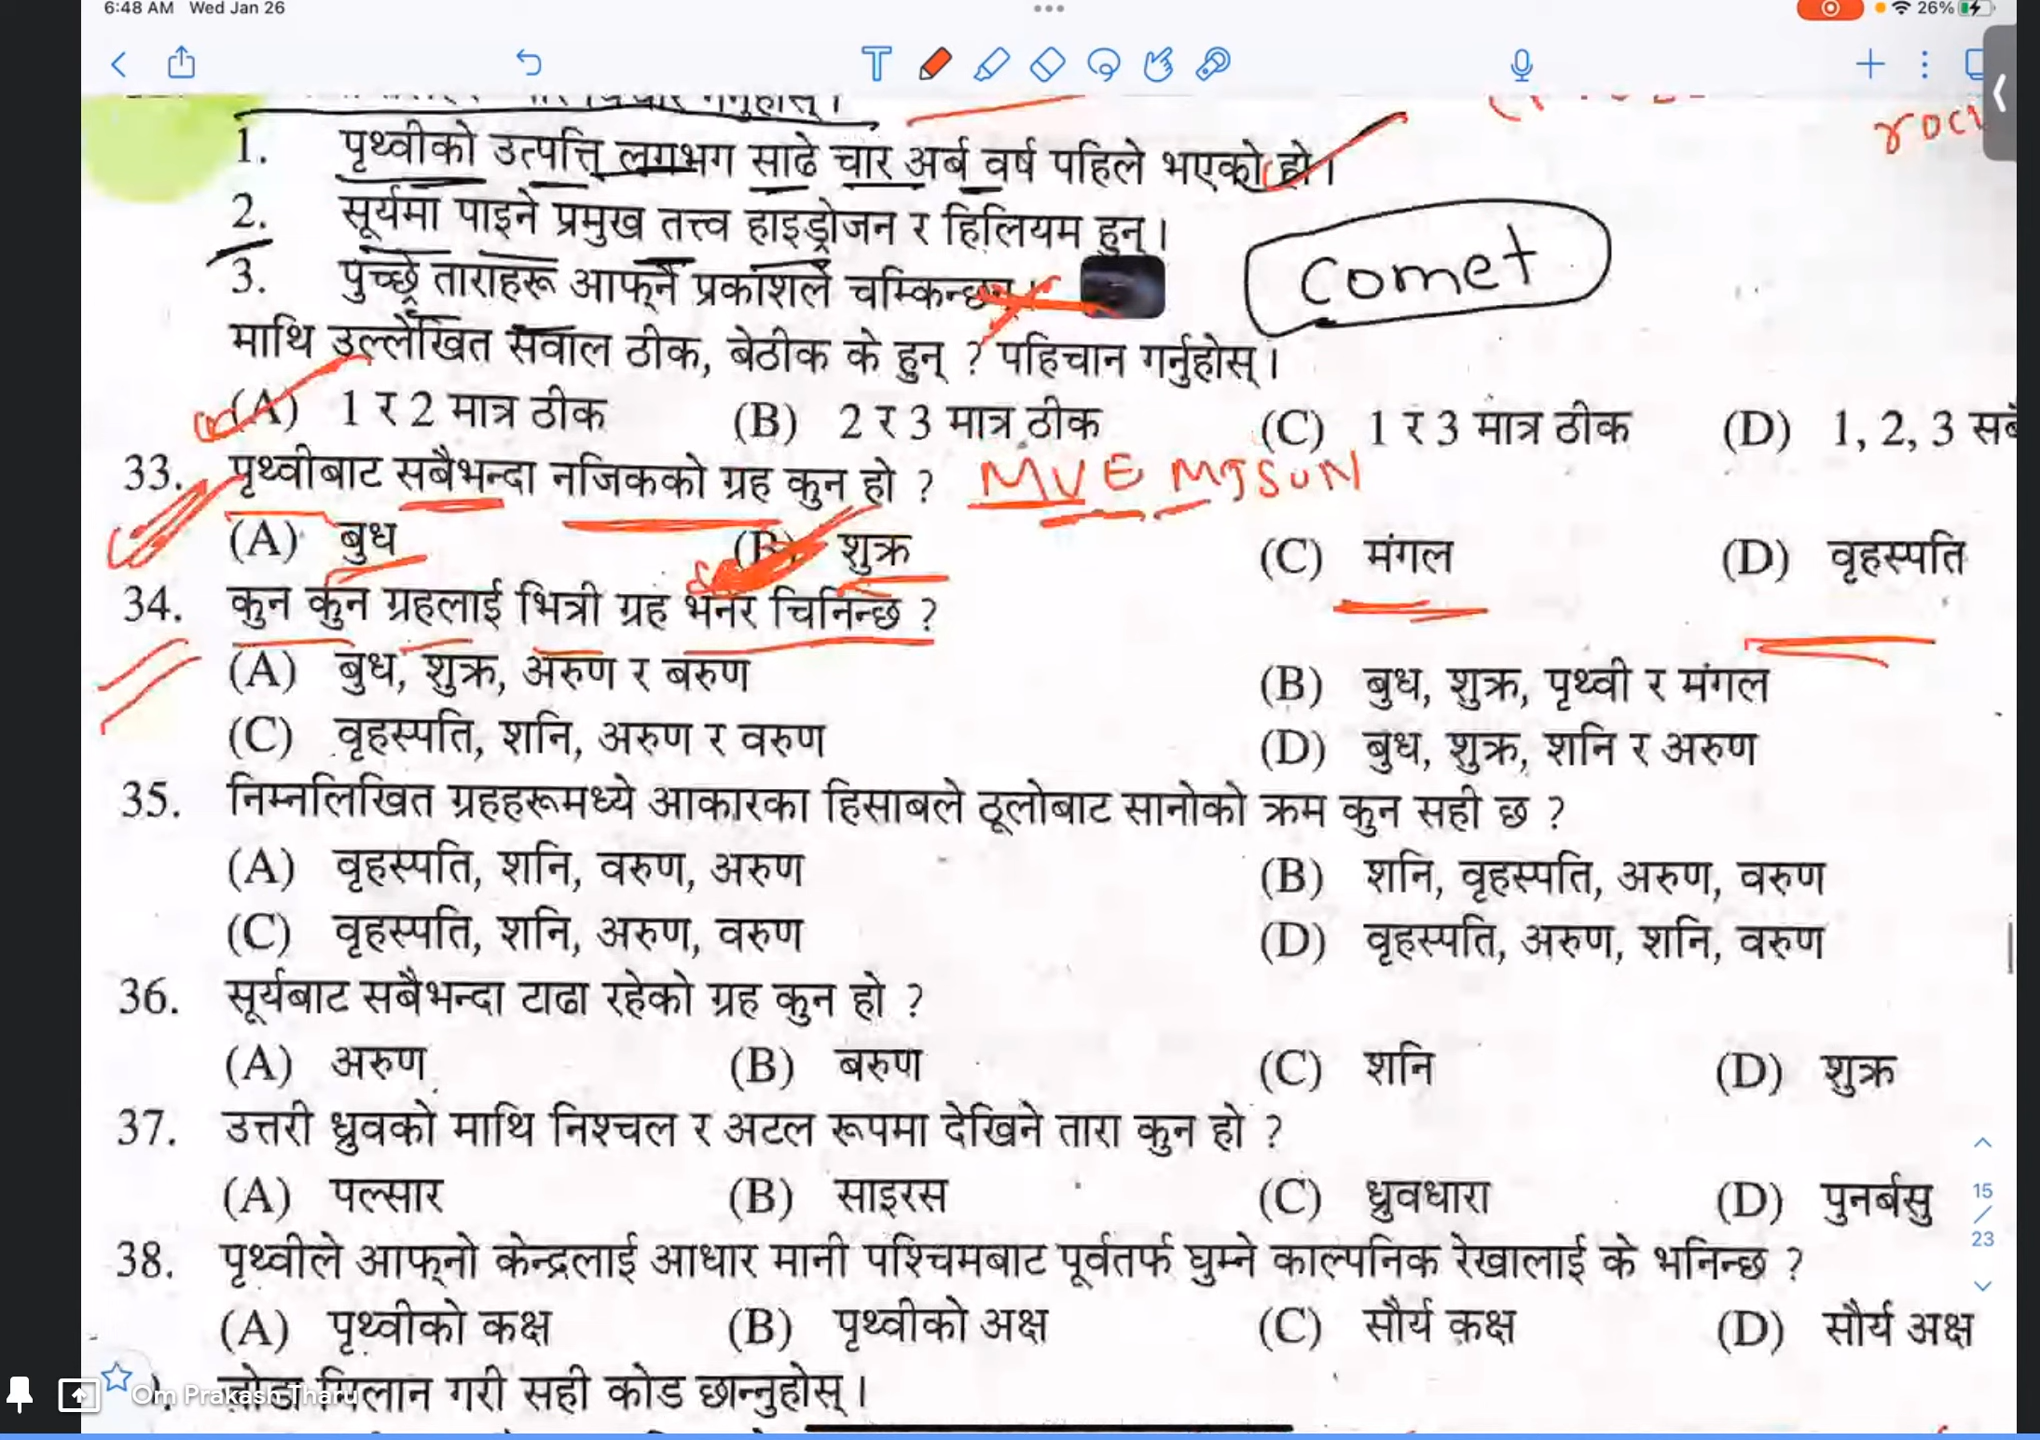 6:48 AM Wed Jan 26
26%
गर्नुहोस् ।
1. पृथ्वीको उत्पत्ति लगभग साढे चार अर्ब वर्ष पहिले भएको हो ।
2. सूर्यमा पाइने प्रमुख तत्त्व हाइड्रोजन र हिलियम हुन् ।
3. पुच्छ्रे ताराहरू आफ्नै प्रकाशले चम्किन्छन् ।
comet
माथि उल्लेखित सवाल ठीक, बेठीक के हुन् ? पहिचान गर्नुहोस् ।
(A) 1 र 2 मात्र ठीक (B) 2 र 3 मात्र ठीक (C) 1 र 3 मात्र ठीक (D) 1, 2, 3
33. पृथ्वीबाट सबैभन्दा नजिकको ग्रह कुन हो ? MVE MJSUN
(A) बुध (B) शुक्र (C) मंगल (D) वृहस्पति
34. कुन कुन ग्रहलाई भित्री ग्रह भनेर चिनिन्छ ?
(A) बुध, शुक्र, अरुण र बरुण (B) बुध, शुक्र, पृथ्वी र मंगल
(C) वृहस्पति, शनि, अरुण र वरुण (D) बुध, शुक्र, शनि र अरुण
35. निम्नलिखित ग्रहहरूमध्ये आकारका हिसाबले ठूलोबाट सानोको क्रम कुन सही छ ?
(A) वृहस्पति, शनि, वरुण, अरुण (B) शनि, वृहस्पति, अरुण, वरुण
(C) वृहस्पति, शनि, अरुण, वरुण (D) वृहस्पति, अरुण, शनि, वरुण
36. सूर्यबाट सबैभन्दा टाढा रहेको ग्रह कुन हो ?
(A) अरुण (B) बरुण (C) शनि (D) शुक्र
37. उत्तरी ध्रुवको माथि निश्चल र अटल रूपमा देखिने तारा कुन हो ?
(A) पल्सार (B) साइरस (C) ध्रुवधारा (D) पुनर्बसु
15
/
23
38. पृथ्वीले आफ्नो केन्द्रलाई आधार मानी पश्चिमबाट पूर्वतर्फ घुम्ने काल्पनिक रेखालाई के भनिन्छ ?
(A) पृथ्वीको कक्ष (B) पृथ्वीको अक्ष (C) सौर्य कक्ष (D) सौर्य अक्ष
जोडा मिलान गरी सही कोड छान्नुहोस् ।
Om Prakash Tharu